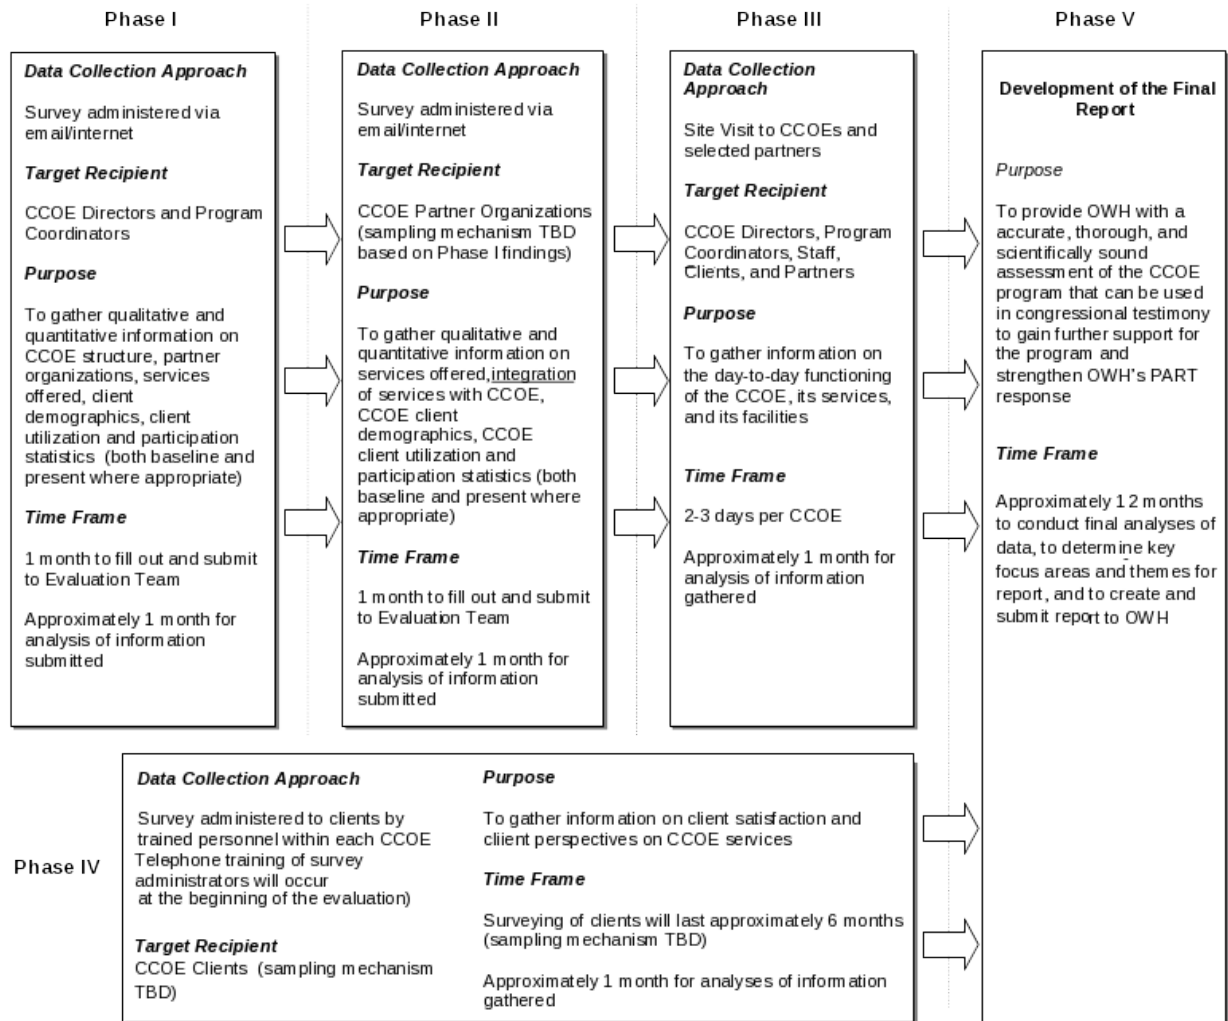 Phase I
Phase II
Phase III
Phase V
Data Collection Approach
Survey administered via
email/internet
Target Recipient
CCOE Directors and Program
Coordinators
Purpose
To gather qualitative and
quantitative information on
CCOE structure, partner
organizations, services
offered, client
demographics, client
utilization and participation
statistics (both baseline and
present where appropriate)
Time Frame
1 month to fill out and submit
to Evaluation Team
Approximately 1 month for
analysis of information
submitted
Data Collection Approach
Survey administered via
email/internet
Target Recipient
CCOE Partner Organizations
(sampling mechanism TBD
based on Phase I findings)
Purpose
To gather qualitative and
quantitative information on
services offered,integration
of services with CCOE,
CCOE client
demographics, CCOE
client utilization and
participation statistics (both
baseline and present where
appropriate)
Time Frame
1 month to fill out and submit
to Evaluation Team
Approximately 1 month for
analysis of information
submitted
Data Collection
Approach
Site Visit to CCOEs and
selected partners
Target Recipient
CCOE Directors, Program
Coordinators, Staff,
Clients, and Partners
Purpose
To gather information on
the day-to-day functioning
of the CCOE, its services,
and its facilities
Time Frame
2-3 days per CCOE
Approximately 1 month for
analysis of information
gathered
Development of the Final
Report
Purpose
To provide OWH with a
accurate, thorough, and
scientifically sound
assessment of the CCOE
program that can be used
in congressional testimony
to gain further support for
the program and
strengthen OWH's PART
response
Time Frame
Approximately 1 2 months
to conduct final analyses of
data, to determine key
focus areas and themes for
report, and to create and
submit report to OWH
Phase IV
Data Collection Approach
Survey administered to clients by
trained personnel within each CCOE
Telephone training of survey
administrators will occur
at the beginning of the evaluation)
Target Recipient
CCOE Clients (sampling mechanism
TBD)
Purpose
To gather information on client satisfaction and
cliient perspectives on CCOE services
Time Frame
Surveying of clients will last approximately 6 months
(sampling mechanism TBD)
Approximately 1 month for analyses of information
gathered